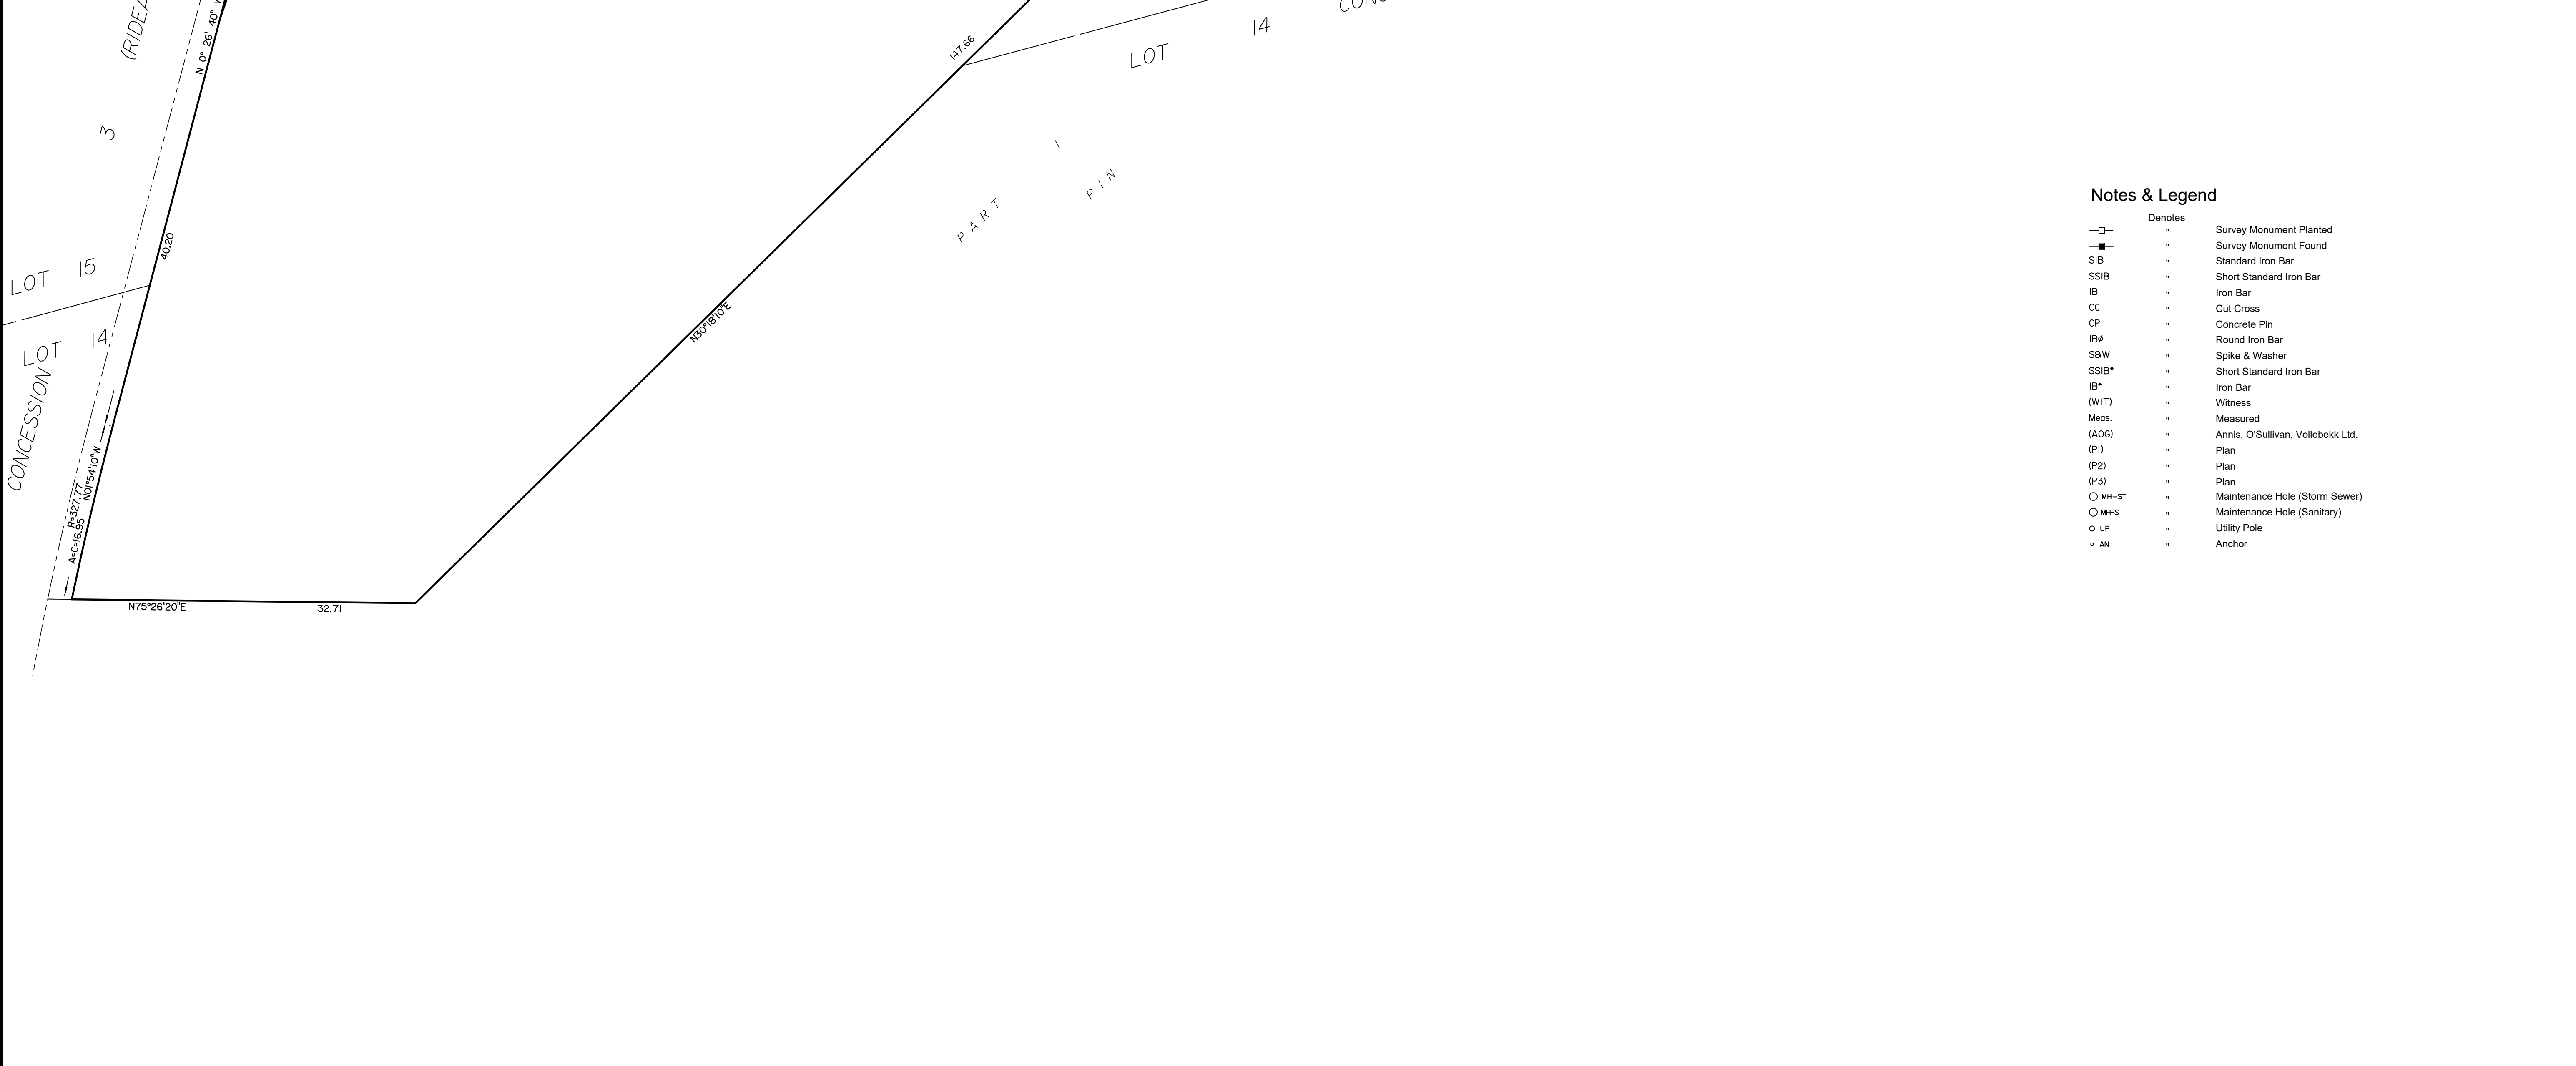 (RIDEA
N 0° 26' 40" W
147.66
LOT 14
3
PART 1
PIN
40.20
LOT 15
LOT 14
CONCESSION
N30°18'10"E
N01°54'10"W
R=327.77
A=C=16.95
N75°26'20"E 32.71
Notes & Legend
Denotes
" Survey Monument Planted
" Survey Monument Found
SIB " Standard Iron Bar
SSIB " Short Standard Iron Bar
IB " Iron Bar
CC " Cut Cross
CP " Concrete Pin
IBø " Round Iron Bar
S&W " Spike & Washer
SSIB* " Short Standard Iron Bar
IB* " Iron Bar
(WIT) " Witness
Meas. " Measured
(AOG) " Annis, O'Sullivan, Vollebekk Ltd.
(P1) " Plan
(P2) " Plan
(P3) " Plan
MH-ST " Maintenance Hole (Storm Sewer)
MH-S " Maintenance Hole (Sanitary)
UP " Utility Pole
AN " Anchor